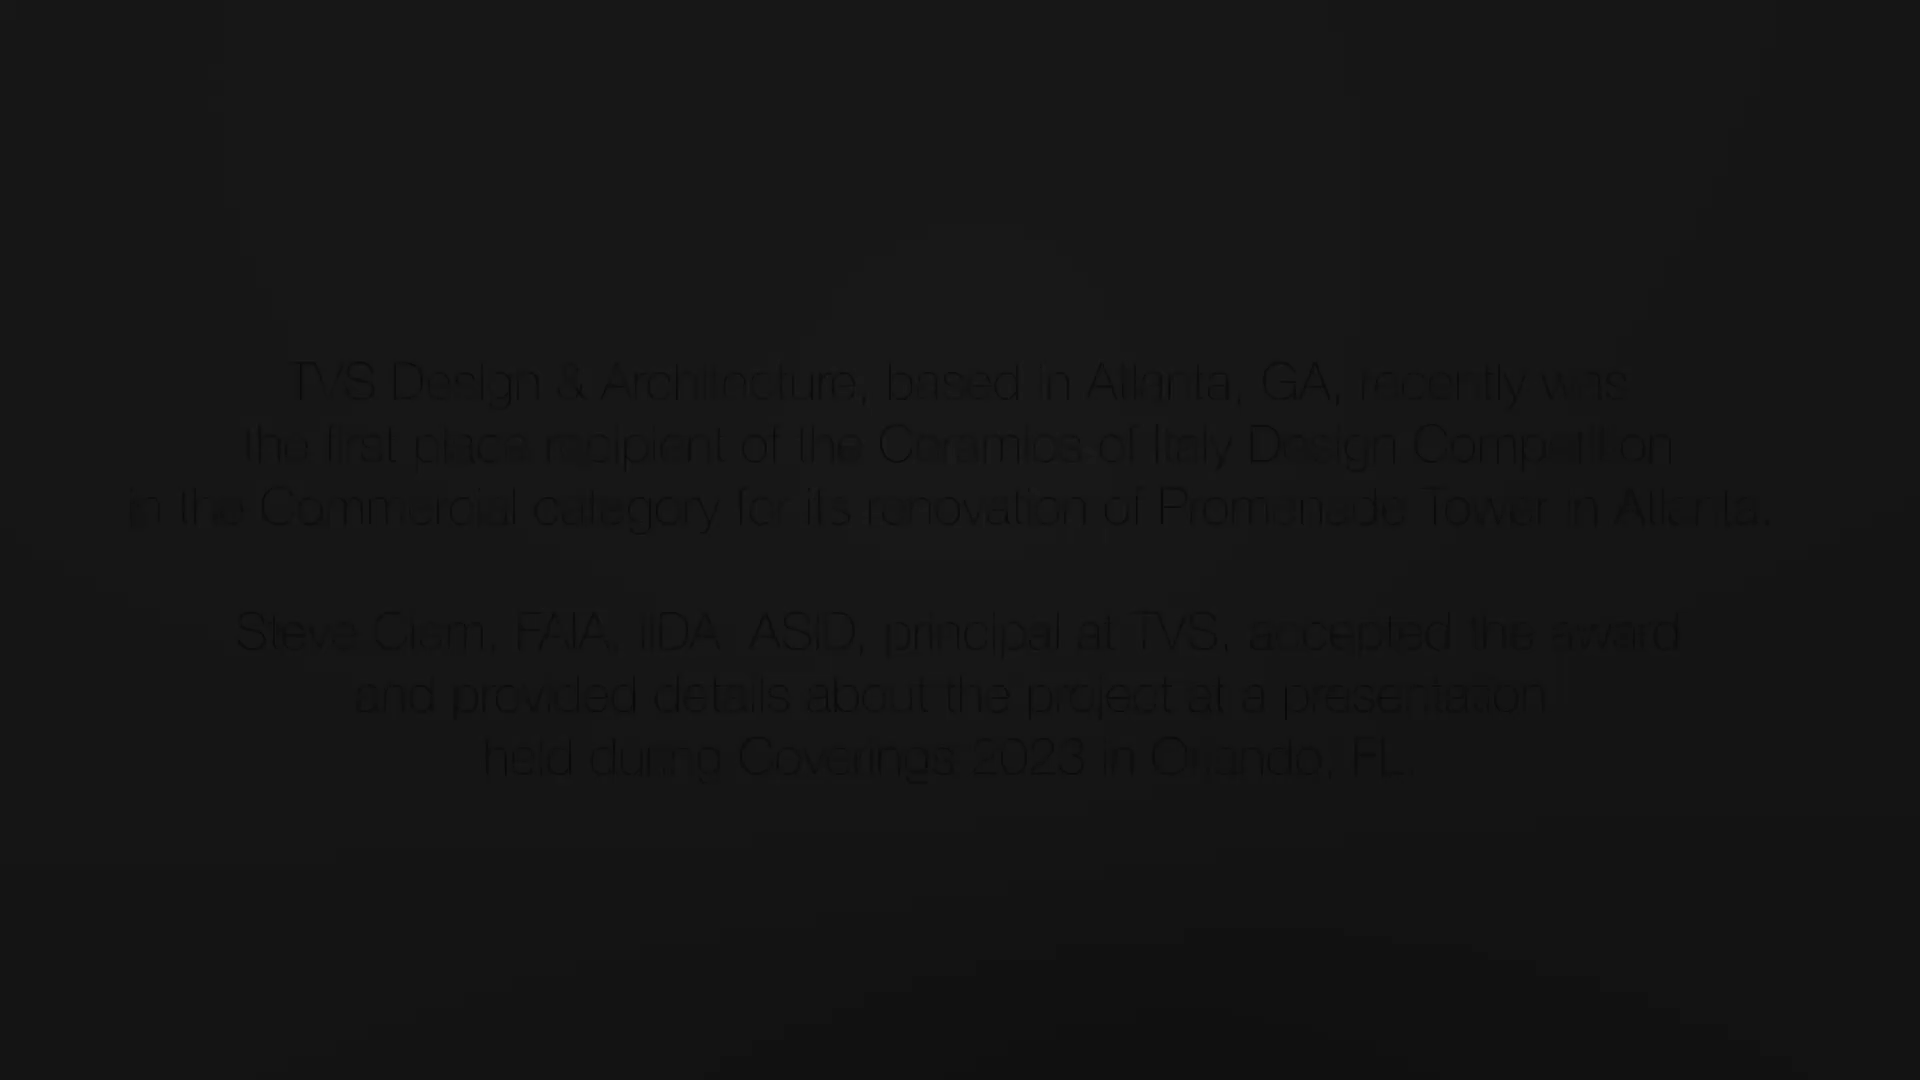 TVS Design & Architecture, based in Atlanta, GA, recently was
the first place recipient of the Ceramics of Italy Design Competition
in the Commercial category for its renovation of Promenade Tower in Atlanta.
Steve Clem, FAIA, IIDA, ASID, principal at TVS, accepted the award
and provided details about the project at a presentation
held during Coverings 2023 in Orlando, FL.